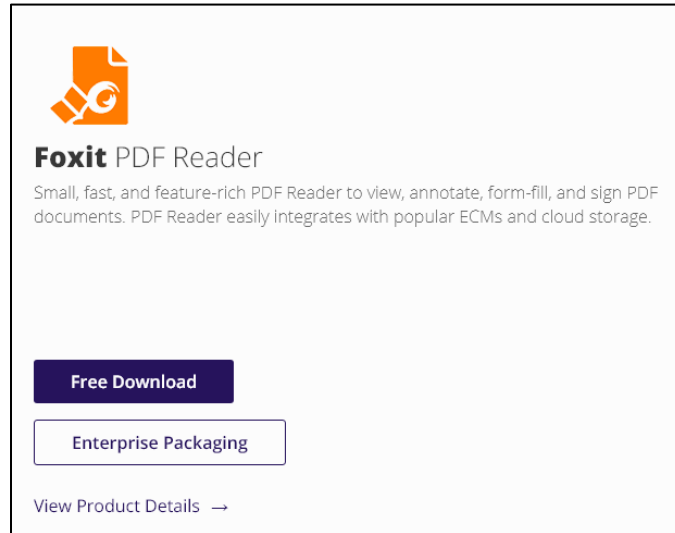 Foxit PDF Reader
Small, fast, and feature-rich PDF Reader to view, annotate, form-fill, and sign PDF
documents. PDF Reader easily integrates with popular ECMs and cloud storage.
Free Download
Enterprise Packaging
View Product Details →